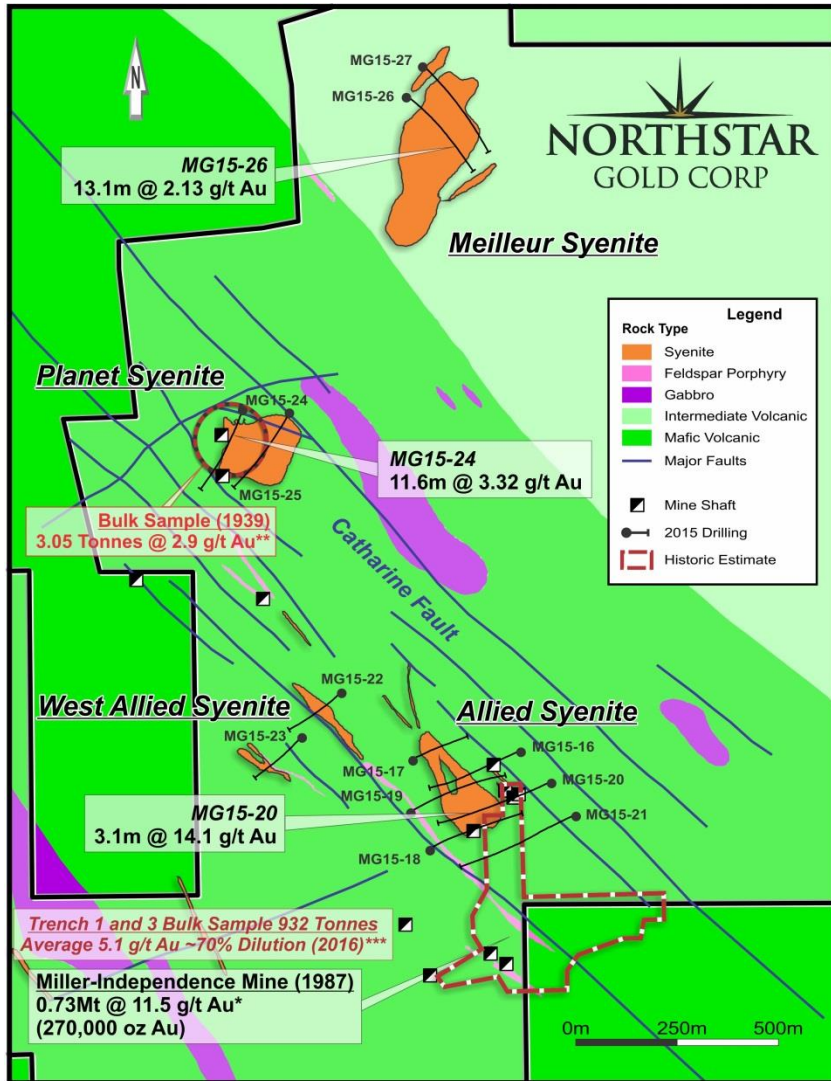 MG15-27
MG15-26
N
NORTHSTAR
GOLD CORP
MG15-26
13.1m @ 2.13 g/t Au
Meilleur Syenite
Legend
Rock Type
Syenite
Feldspar Porphyry
Gabbro
Intermediate Volcanic
Mafic Volcanic
Major Faults
Mine Shaft
2015 Drilling
Historic Estimate
Planet Syenite
MG15-24
MG15-24
11.6m @ 3.32 g/t Au
MG15-25
Bulk Sample (1939)
3.05 Tonnes @ 2.9 g/t Au**
Catharine Fault
MG15-22
West Allied Syenite
Allied Syenite
MG15-23
MG15-16
MG15-17
MG15-20
MG15-19
MG15-21
MG15-20
3.1m @ 14.1 g/t Au
MG15-18
Trench 1 and 3 Bulk Sample 932 Tonnes
Average 5.1 g/t Au ~70% Dilution (2016)***
Miller-Independence Mine (1987)
0.73Mt @ 11.5 g/t Au*
(270,000 oz Au)
0m 250m 500m